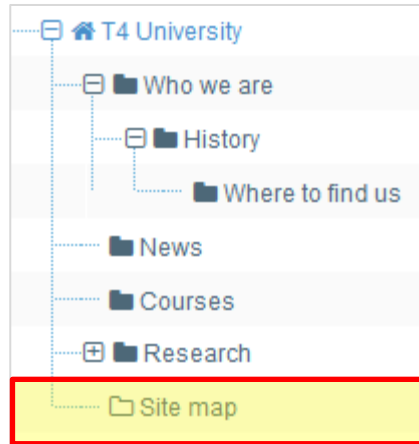 T4 University
Who we are
History
Where to find us
News
Courses
Research
Site map